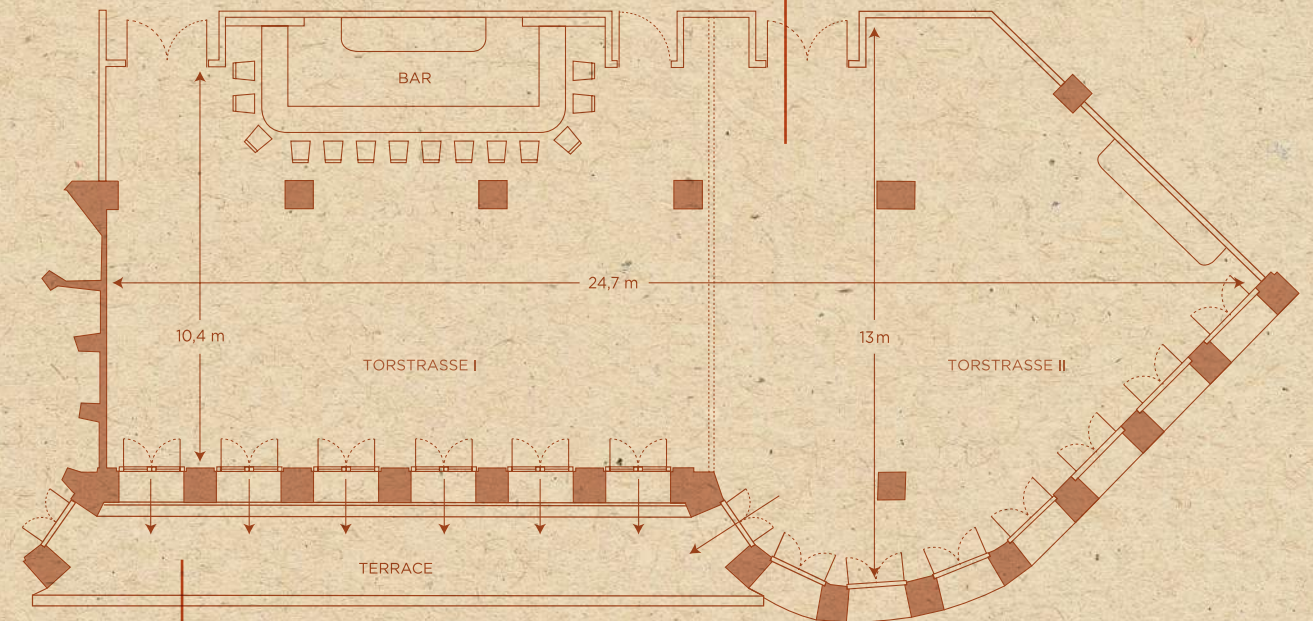 BAR
24,7 m
10,4 m
13m
TORSTRASSE I
TORSTRASSE II
TERRACE